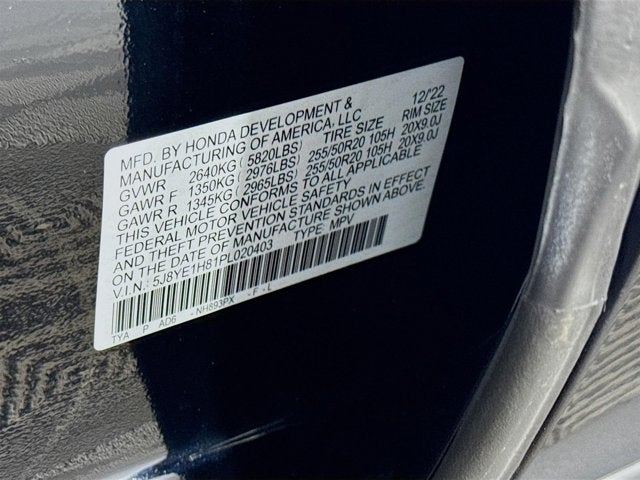 MFD. BY HONDA DEVELOPMENT & 12/'22
MANUFACTURING OF AMERICA, LLC TIRE SIZE RIM SIZE
GVWR 2640KG (5820LBS)
GAWR F 1350KG (2976LBS) 255/50R20 105H 20X9.0J
GAWR R 1345KG (2965LBS) 255/50R20 105H 20X9.0J
THIS VEHICLE CONFORMS TO ALL APPLICABLE
FEDERAL MOTOR VEHICLE SAFETY, BUMPER,
AND THEFT PREVENTION STANDARDS IN EFFECT
ON THE DATE OF MANUFACTURE SHOWN ABOVE.
V.I.N.: 5J8YE1H81PL020403 TYPE: MPV
TYA P AD6 -NH893PX -F-L